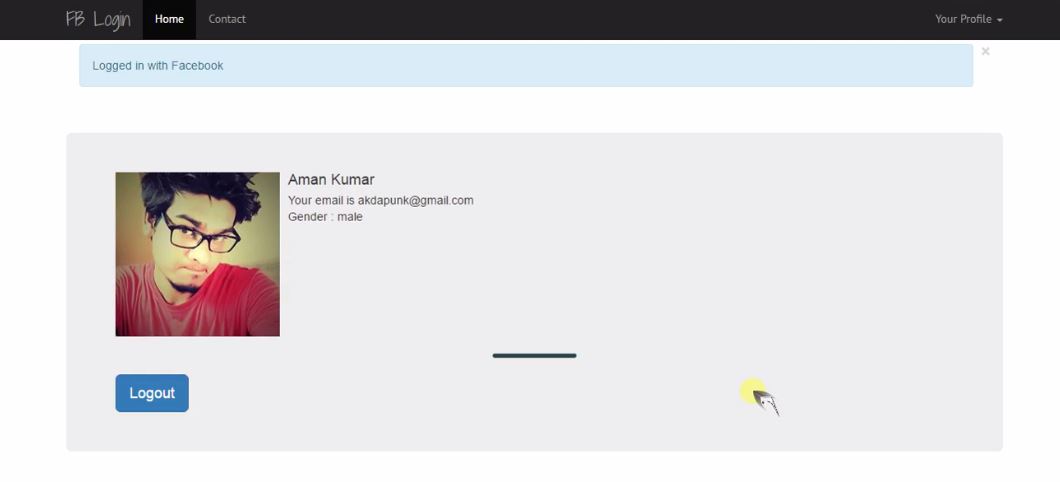 FB Login Home Contact Your Profile
Logged in with Facebook ×
Aman Kumar
Your email is akdapunk@gmail.com
Gender : male
Logout